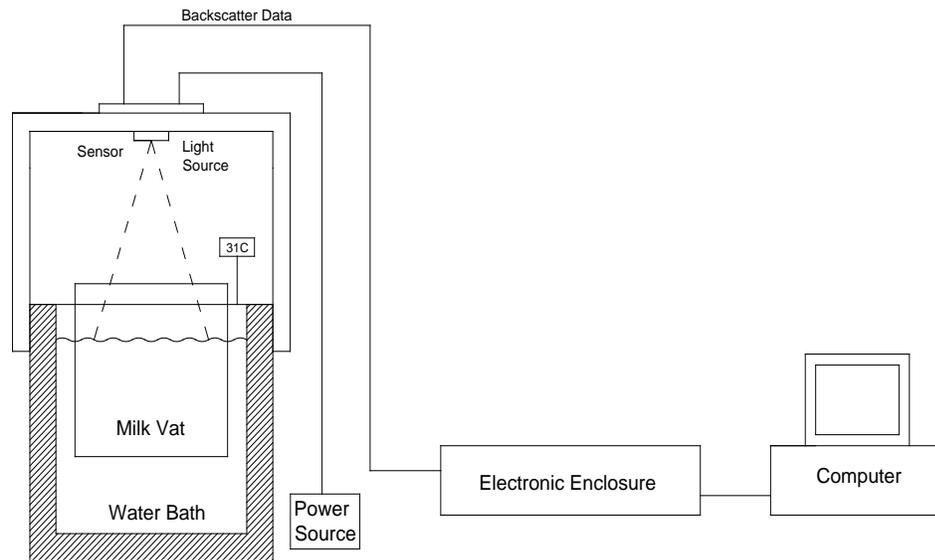 Backscatter Data
Sensor
Light
Source
31C
Milk Vat
Water Bath
Power
Source
Electronic Enclosure
Computer